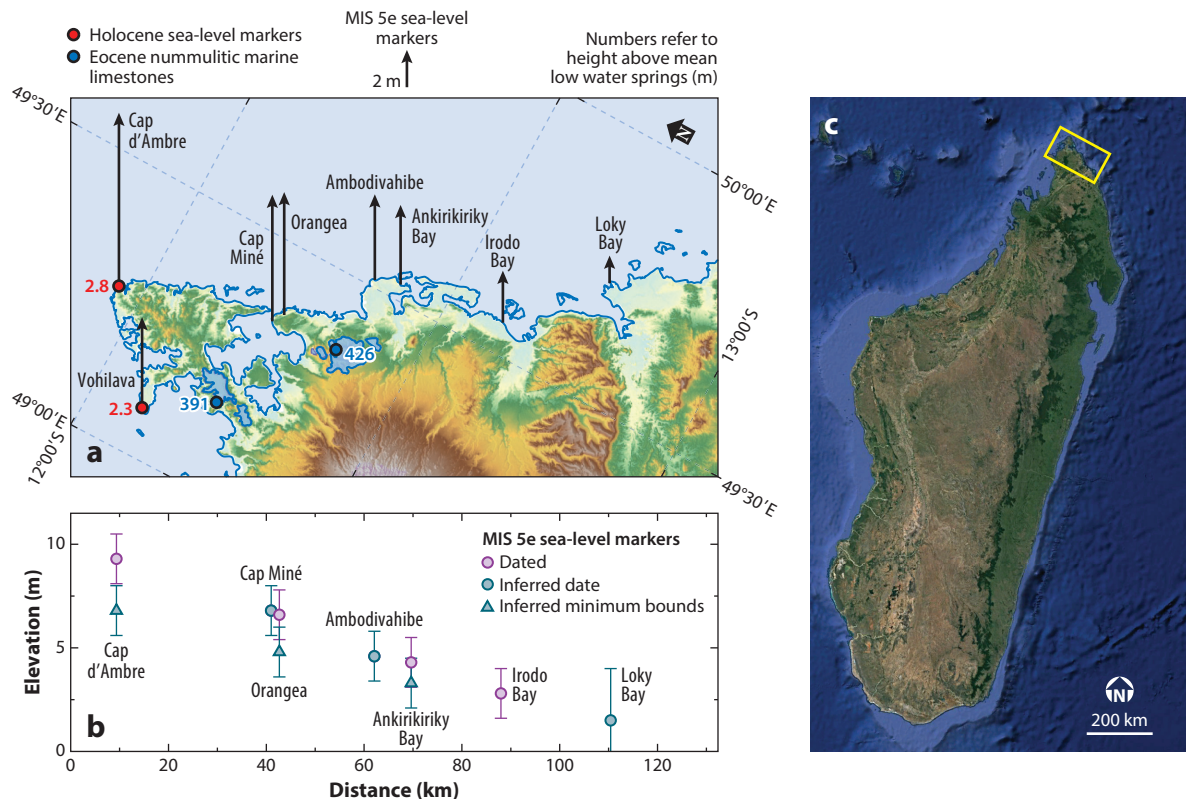 Holocene sea-level markers
Eocene nummulitic marine
limestones
MIS 5e sea-level
markers
2 m
Numbers refer to
height above mean
low water springs (m)
49°30’E
Cap
d’Ambre
N
Ambodivahibe
Orangea
Cap
Miné
Ankirikiriky
Bay
Irodo
Bay
Loky
Bay
50°00’E
2.8
Vohilava
2.3
391
426
13°00’S
49°00’E
12°00’S
49°30’E
a
Elevation (m)
10
5
0
MIS 5e sea-level markers
Dated
Inferred date
Inferred minimum bounds
Cap Miné
Ambodivahibe
Cap
d’Ambre
Orangea
Ankirikiriky
Bay
Irodo
Bay
Loky
Bay
b
0
20
40
60
80
100
120
Distance (km)
c
N
200 km